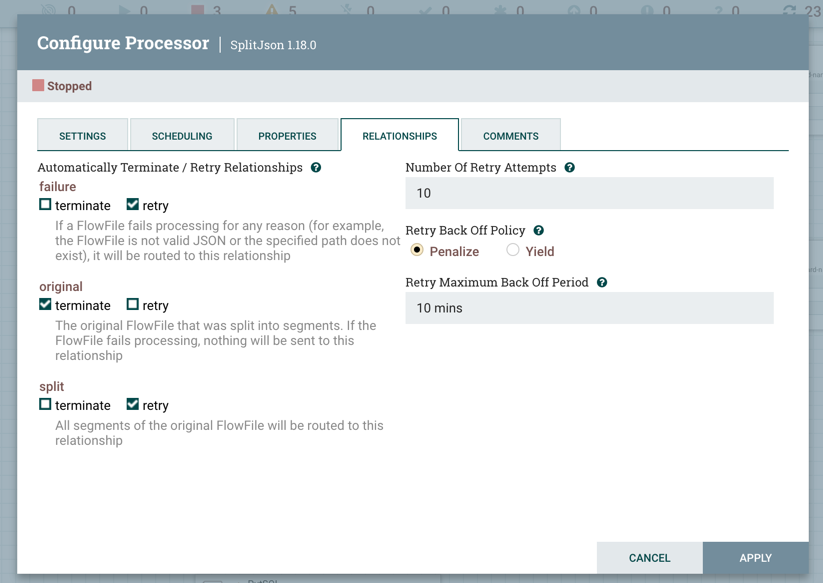 0 0 3 5 0 0 0 0 0 0 23
Configure Processor | SplitJson 1.18.0
Stopped
SETTINGS SCHEDULING PROPERTIES RELATIONSHIPS COMMENTS
Automatically Terminate / Retry Relationships
failure
terminate retry
If a FlowFile fails processing for any reason (for example,
the FlowFile is not valid JSON or the specified path does not
exist), it will be routed to this relationship
original
terminate retry
The original FlowFile that was split into segments. If the
FlowFile fails processing, nothing will be sent to this
relationship
split
terminate retry
All segments of the original FlowFile will be routed to this
relationship
Number Of Retry Attempts
10
Retry Back Off Policy
Penalize Yield
Retry Maximum Back Off Period
10 mins
CANCEL APPLY